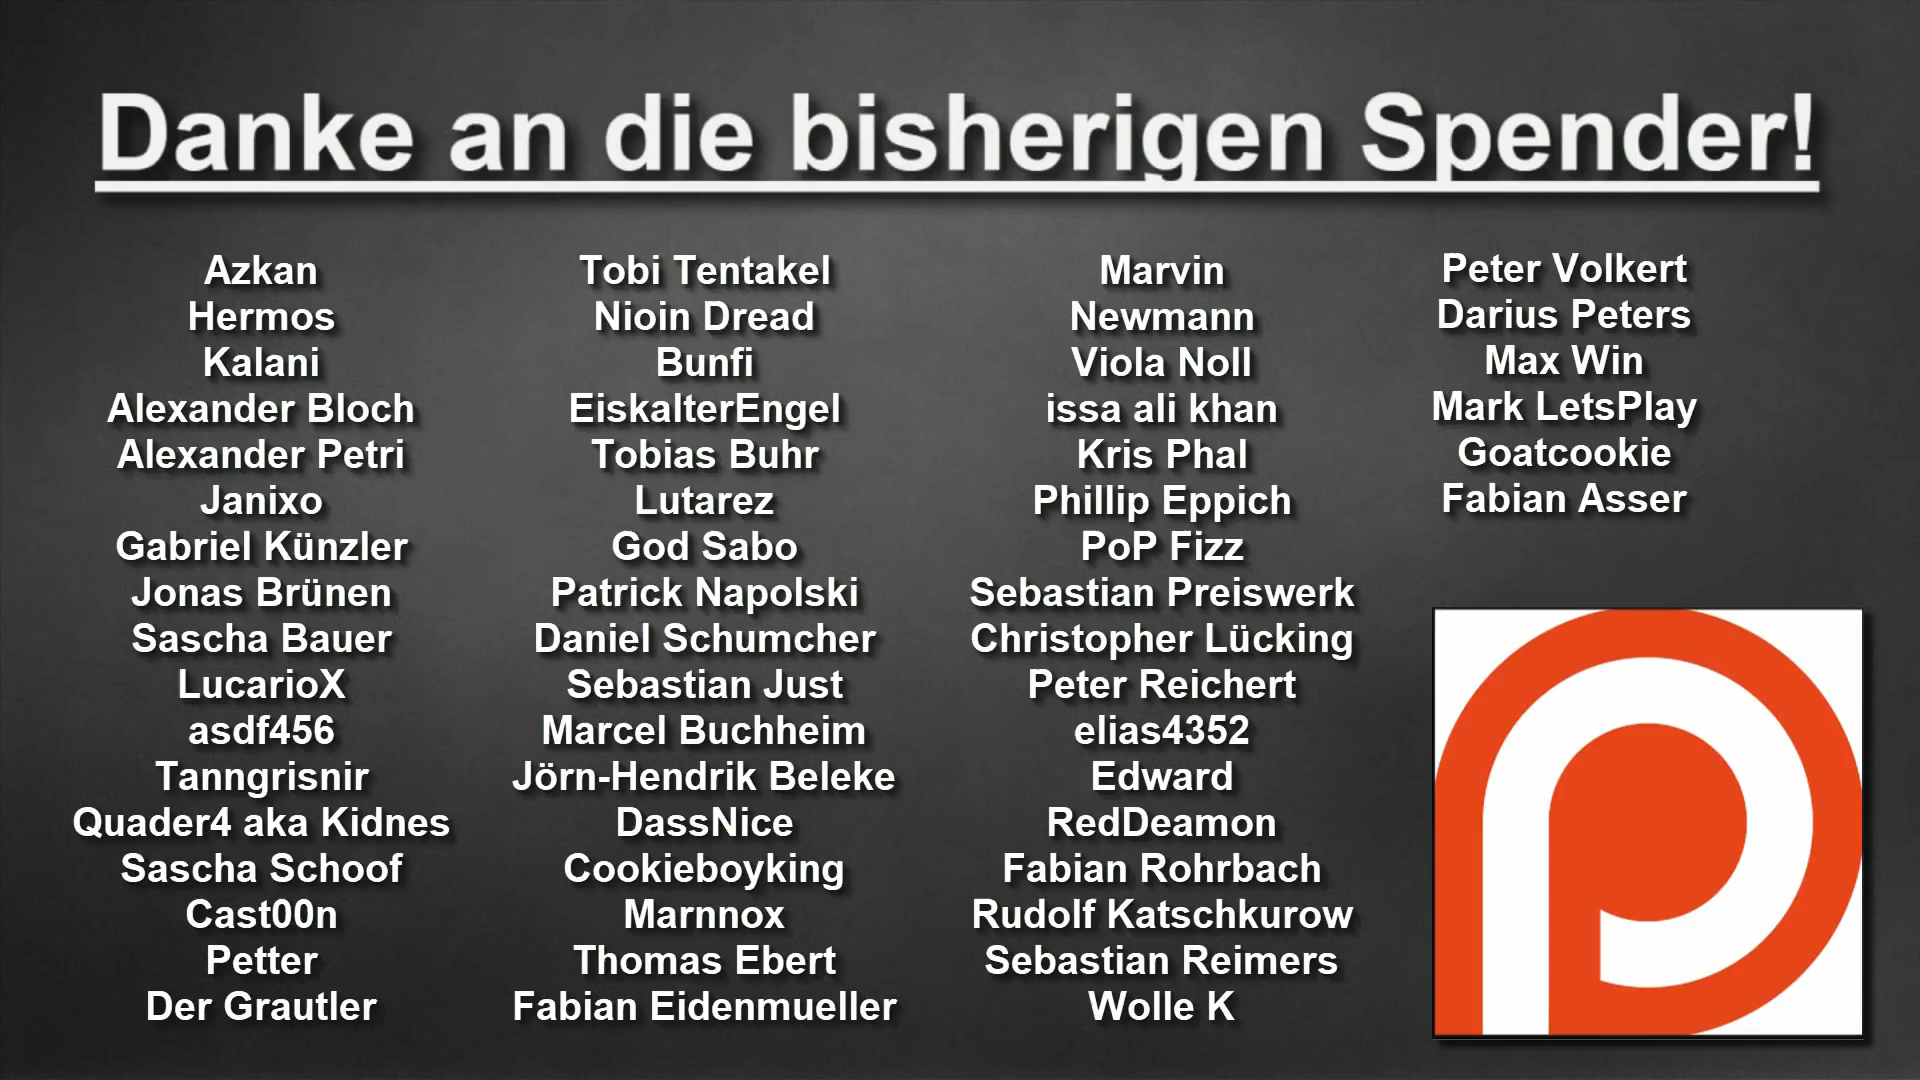 Danke an die bisherigen Spender!
Azkan
Hermos
Kalani
Alexander Bloch
Alexander Petri
Janixo
Gabriel Künzler
Jonas Brünen
Sascha Bauer
LucarioX
asdf456
Tanngrisnir
Quader4 aka Kidnes
Sascha Schoof
Cast00n
Petter
Der Grautler
Tobi Tentakel
Nioin Dread
Bunfi
EiskalterEngel
Tobias Buhr
Lutarez
God Sabo
Patrick Napolski
Daniel Schumcher
Sebastian Just
Marcel Buchheim
Jörn-Hendrik Beleke
DassNice
Cookieboyking
Marnnox
Thomas Ebert
Fabian Eidenmueller
Marvin
Newmann
Viola Noll
issa ali khan
Kris Phal
Phillip Eppich
PoP Fizz
Sebastian Preiswerk
Christopher Lücking
Peter Reichert
elias4352
Edward
RedDeamon
Fabian Rohrbach
Rudolf Katschkurow
Sebastian Reimers
Wolle K
Peter Volkert
Darius Peters
Max Win
Mark LetsPlay
Goatcookie
Fabian Asser